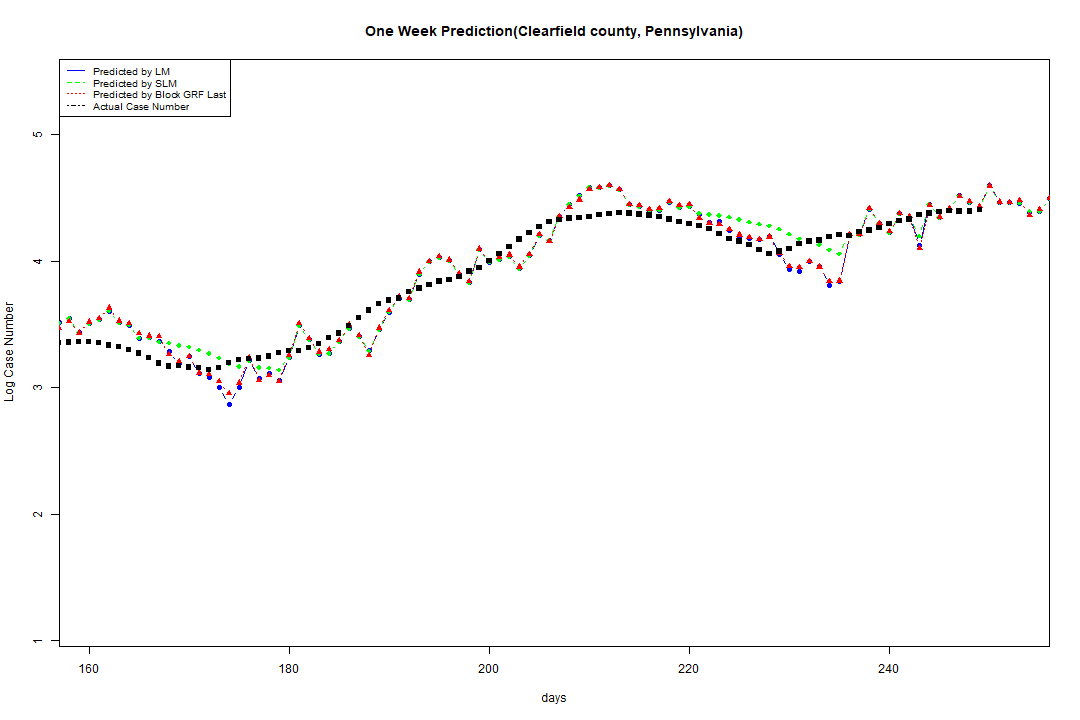 One Week Prediction(Clearfield county, Pennsylvania)
Predicted by LM
Predicted by SLM
Predicted by Block GRF Last
Actual Case Number
5
4
3
2
1
Log Case Number
160 180 200 220 240
days